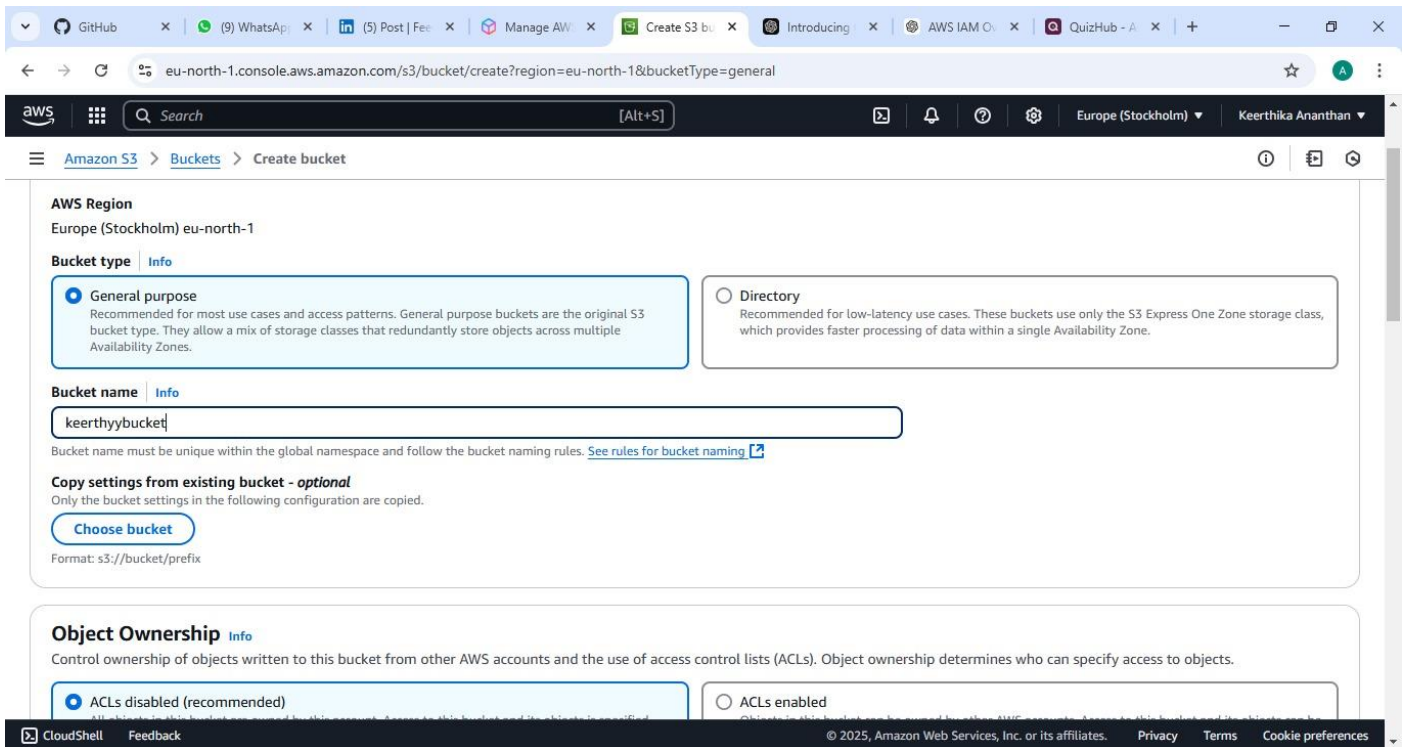 GitHub
(9) WhatsAp
(5) Post | Fee
Manage AW
Create S3 bu
Introducing
AWS IAM Ov
QuizHub - A
eu-north-1.console.aws.amazon.com/s3/bucket/create?region=eu-north-1&bucketType=general
A
aws
Search
[Alt+S]
Europe (Stockholm)
Keerthika Ananthan
Amazon S3 > Buckets > Create bucket
AWS Region
Europe (Stockholm) eu-north-1
Bucket type Info
General purpose
Recommended for most use cases and access patterns. General purpose buckets are the original S3
bucket type. They allow a mix of storage classes that redundantly store objects across multiple
Availability Zones.
Directory
Recommended for low-latency use cases. These buckets use only the S3 Express One Zone storage class,
which provides faster processing of data within a single Availability Zone.
Bucket name Info
keerthyybucket
Bucket name must be unique within the global namespace and follow the bucket naming rules. See rules for bucket naming
Copy settings from existing bucket - optional
Only the bucket settings in the following configuration are copied.
Choose bucket
Format: s3://bucket/prefix
Object Ownership Info
Control ownership of objects written to this bucket from other AWS accounts and the use of access control lists (ACLs). Object ownership determines who can specify access to objects.
ACLs disabled (recommended)
ACLs enabled
CloudShell Feedback
© 2025, Amazon Web Services, Inc. or its affiliates. Privacy Terms Cookie preferences